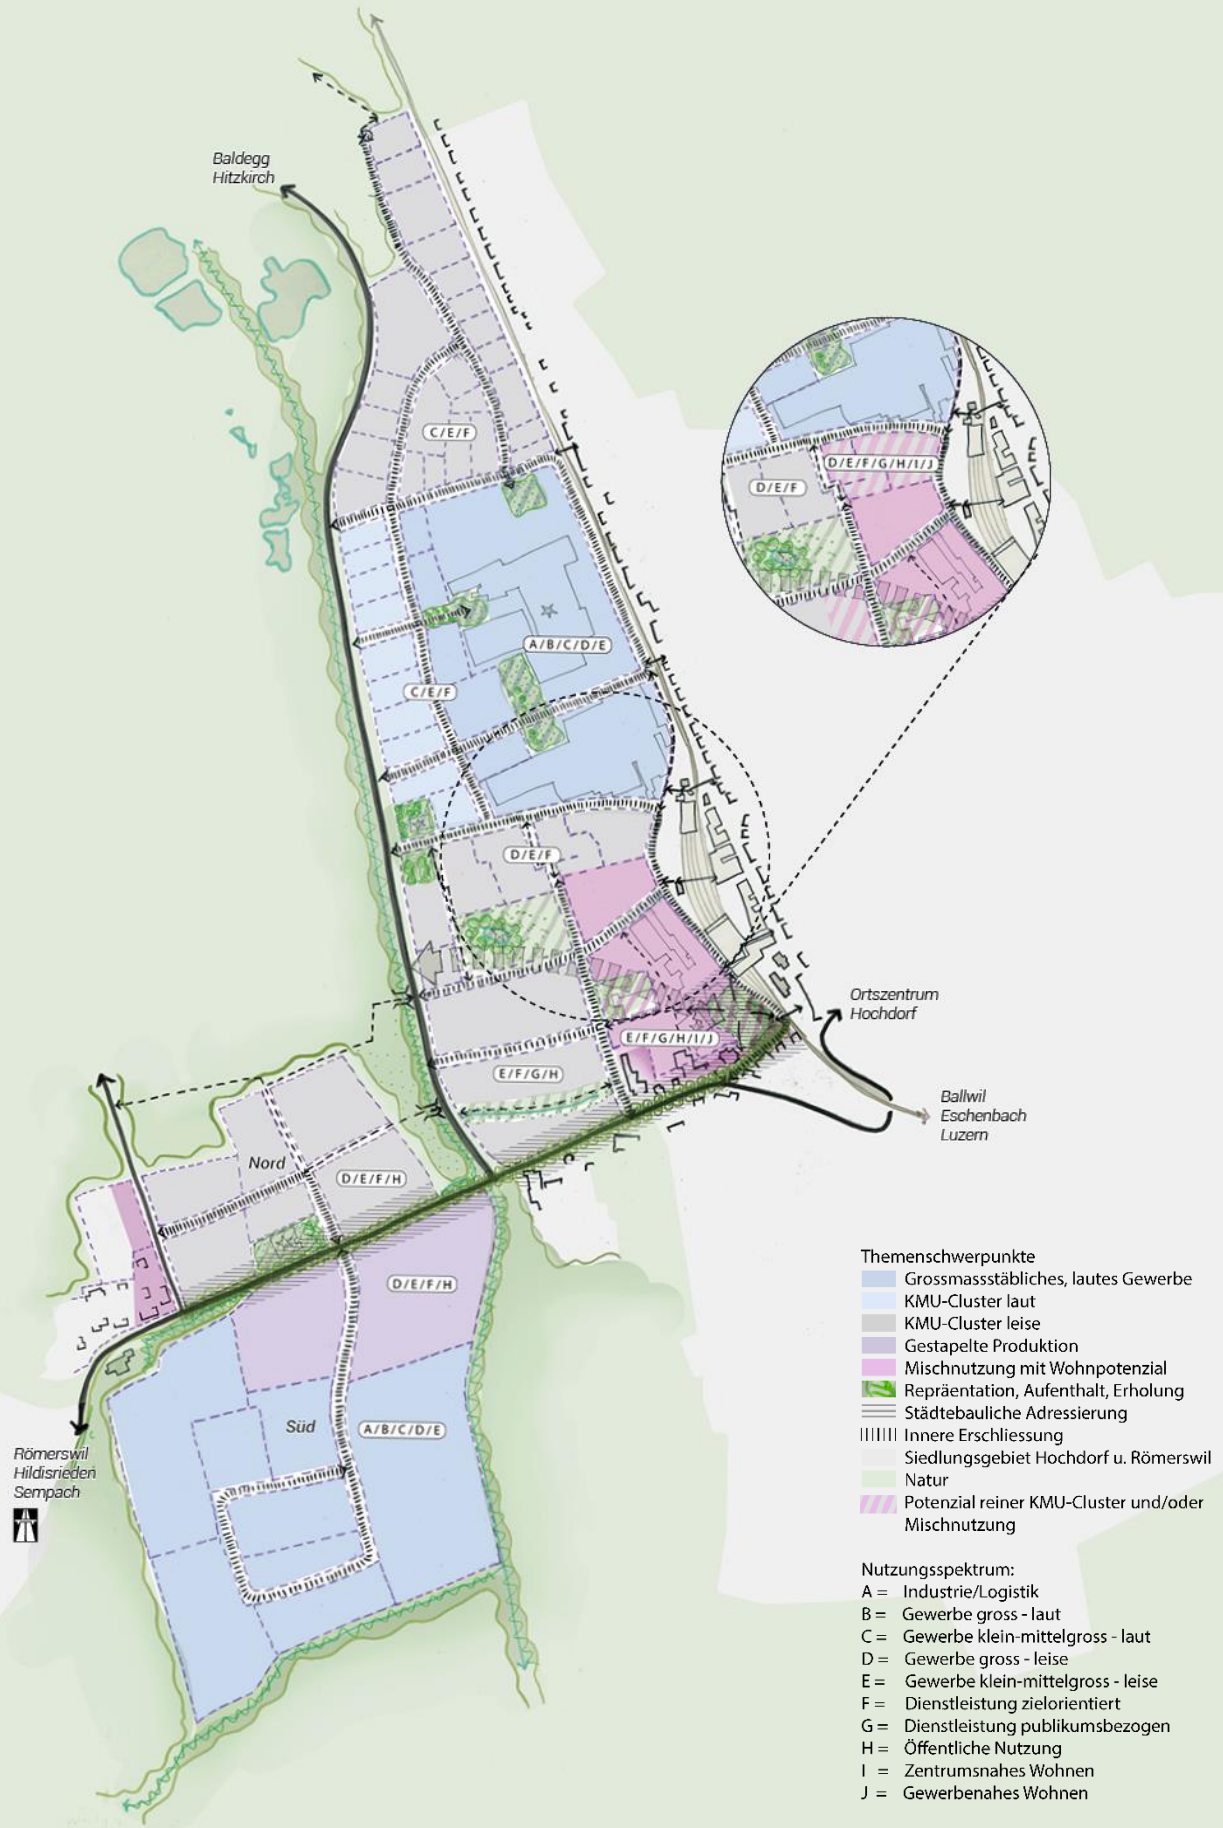 Baldegg
Hitzkirch
C/E/F
D/E/F/G/H/I/J
D/E/F
A/B/C/D/E
C/E/F
D/E/F
Ortszentrum
Hochdorf
E/F/G/H/I/J
E/F/G/H
Ballwil
Eschenbach
Luzern
Nord
D/E/F/H
D/E/F/H
Süd
A/B/C/D/E
Römerswil
Hildisrieden
Sempach
Themenschwerpunkte
Grossmassstäbliches, lautes Gewerbe
KMU-Cluster laut
KMU-Cluster leise
Gestapelte Produktion
Mischnutzung mit Wohnpotenzial
Repräentation, Aufenthalt, Erholung
Städtebauliche Adressierung
Innere Erschliessung
Siedlungsgebiet Hochdorf u. Römerswil
Natur
Potenzial reiner KMU-Cluster und/oder
Mischnutzung
Nutzungsspektrum:
A = Industrie/Logistik
B = Gewerbe gross - laut
C = Gewerbe klein-mittelgross - laut
D = Gewerbe gross - leise
E = Gewerbe klein-mittelgross - leise
F = Dienstleistung zielorientiert
G = Dienstleistung publikumsbezogen
H = Öffentliche Nutzung
I = Zentrumsnahes Wohnen
J = Gewerbenahes Wohnen